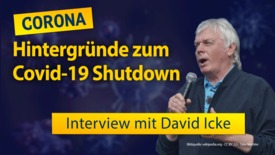 CORONA
Hintergründe zum
Covid-19 Shutdown
Interview mit David Icke